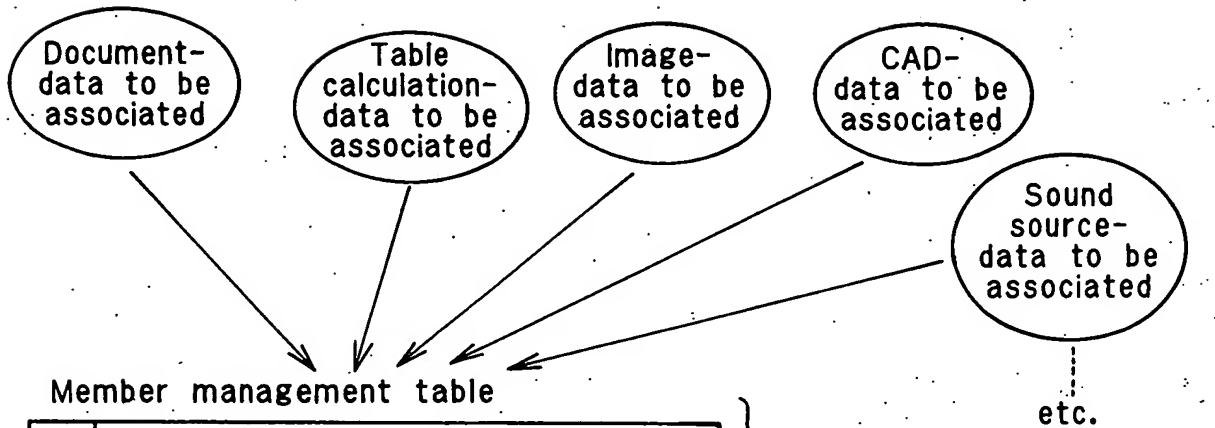 Document-
data to be
associated
Table
calculation-
data to be
associated
Image-
data to be
associated
CAD-
data to be
associated
Sound
source-
data to be
associated
etc.
Member management table